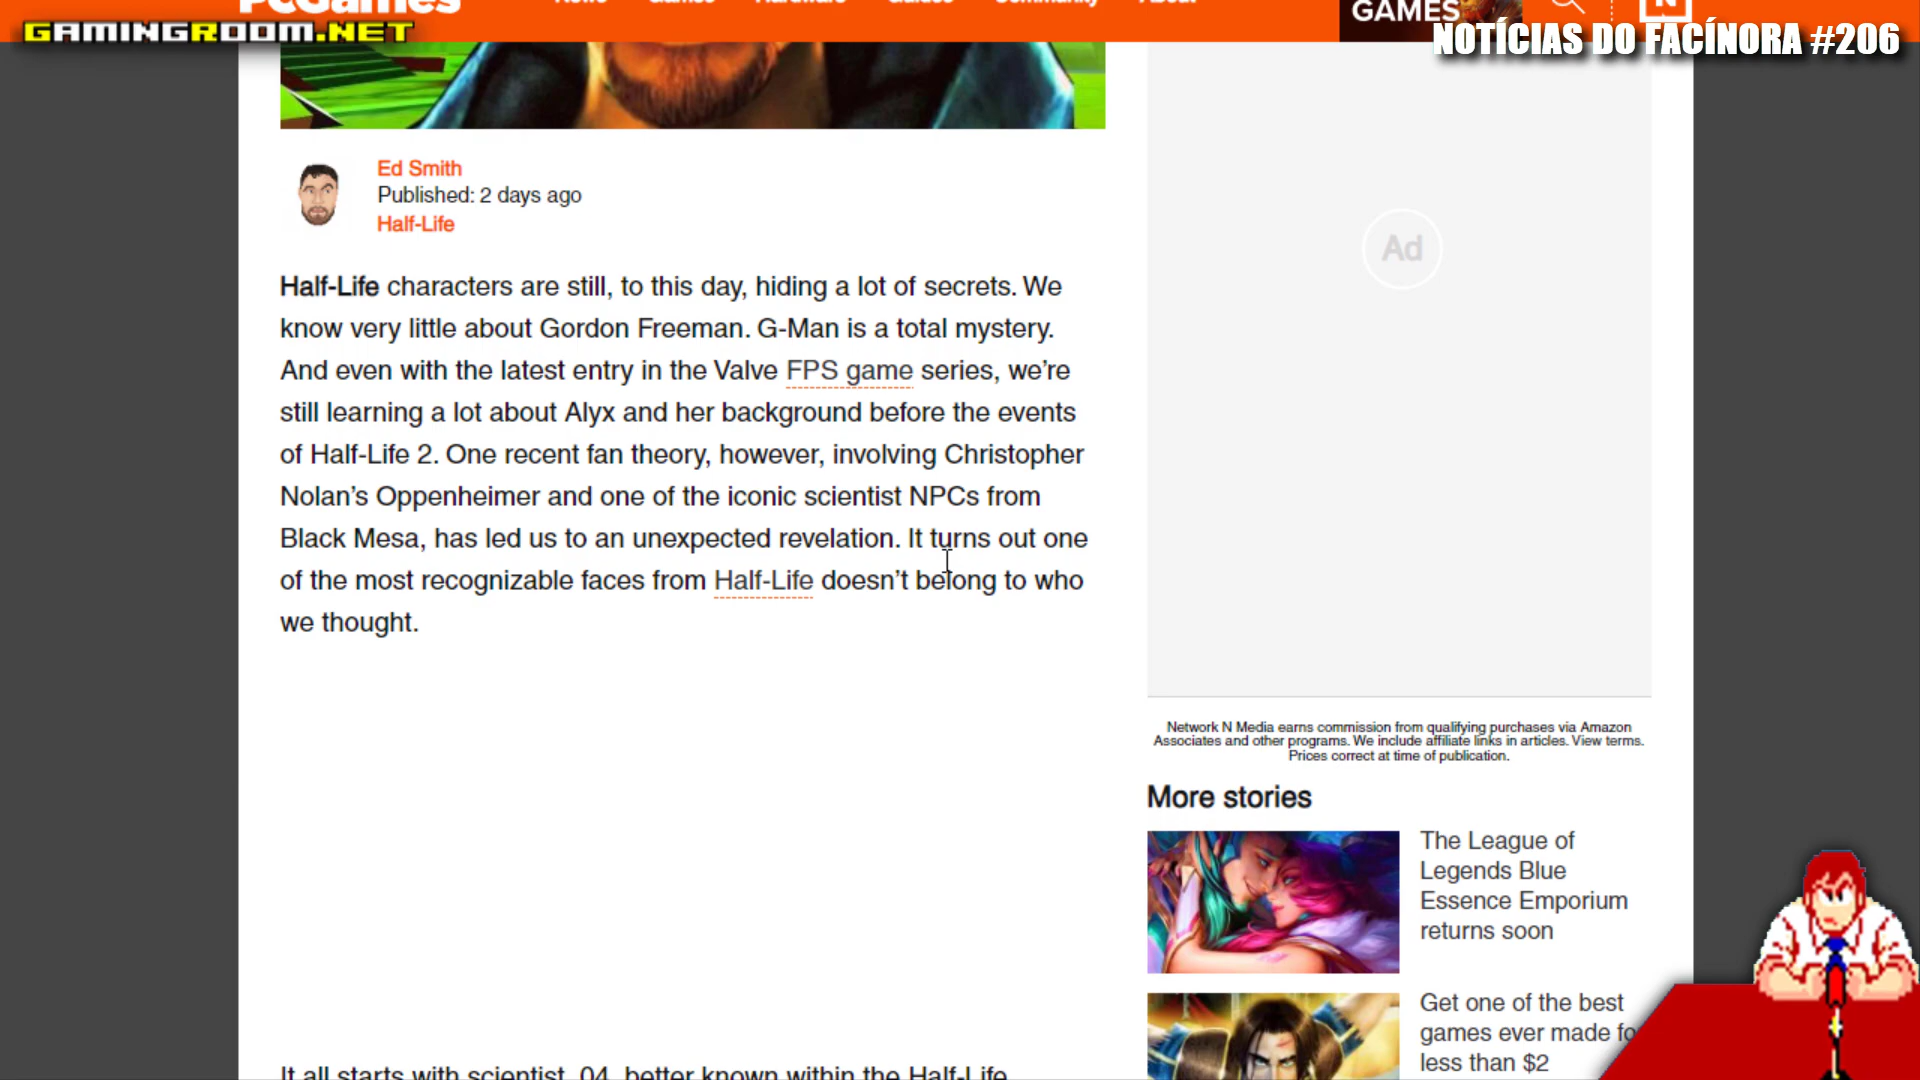 PCGames
News Games Hardware Guides Community About
GAMES
N
GAMINGROOM.NET
NOTÍCIAS DO FACÍNORA #206
Ed Smith
Published: 2 days ago
Half-Life
Ad
Half-Life characters are still, to this day, hiding a lot of secrets. We
know very little about Gordon Freeman. G-Man is a total mystery.
And even with the latest entry in the Valve FPS game series, we’re
still learning a lot about Alyx and her background before the events
of Half-Life 2. One recent fan theory, however, involving Christopher
Nolan’s Oppenheimer and one of the iconic scientist NPCs from
Black Mesa, has led us to an unexpected revelation. It turns out one
of the most recognizable faces from Half-Life doesn’t belong to who
we thought.
It all starts with scientist_04, better known within the Half-Life
Network N Media earns commission from qualifying purchases via Amazon
Associates and other programs. We include affiliate links in articles. View terms.
Prices correct at time of publication.
More stories
The League of
Legends Blue
Essence Emporium
returns soon
Get one of the best
games ever made fo
less than $2